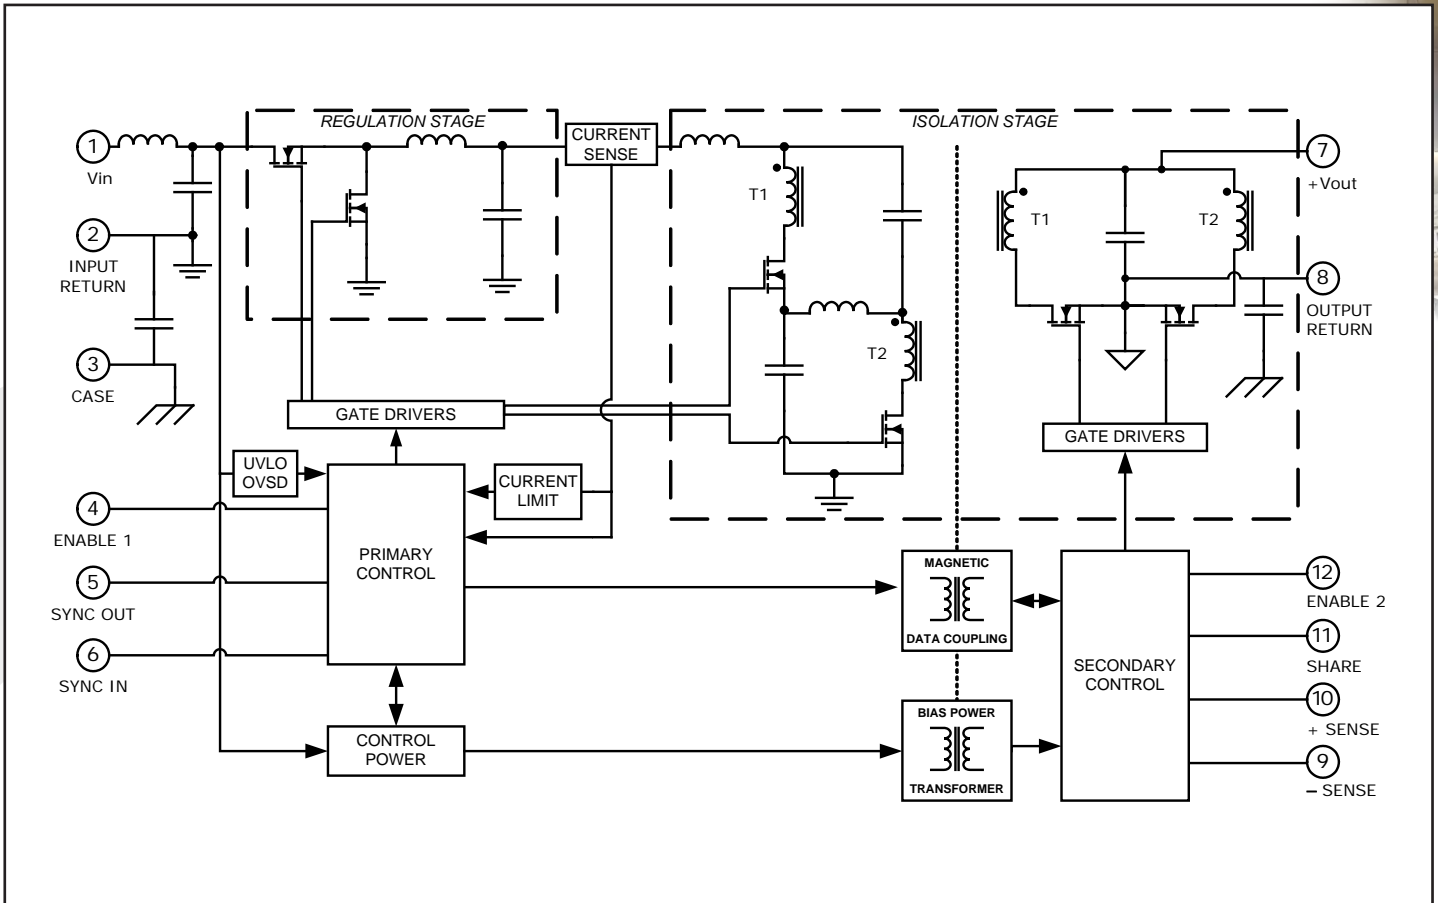 REGULATION STAGE
ISOLATION STAGE
1
Vin
2
INPUT
RETURN
3
CASE
CURRENT
SENSE
T1
T2
T1
T2
7
+Vout
8
OUTPUT
RETURN
GATE DRIVERS
GATE DRIVERS
UVLO
OVSD
CURRENT
LIMIT
4
ENABLE 1
5
SYNC OUT
6
SYNC IN
PRIMARY
CONTROL
CONTROL
POWER
MAGNETIC
DATA COUPLING
BIAS POWER
TRANSFORMER
SECONDARY
CONTROL
12
ENABLE 2
11
SHARE
10
+ SENSE
9
– SENSE